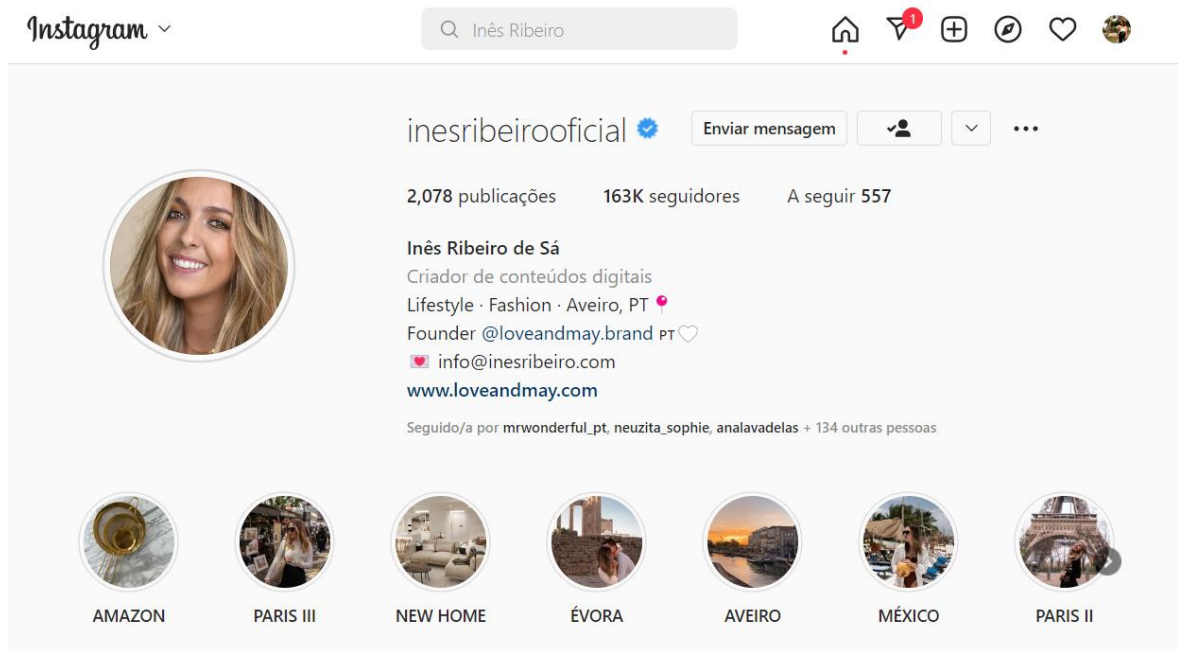 Instagram
Inês Ribeiro
1
inesribeirooficial
Enviar mensagem
2,078 publicações 163K seguidores A seguir 557
Inês Ribeiro de Sá
Criador de conteúdos digitais
Lifestyle · Fashion · Aveiro, PT 📍
Founder @loveandmay.brand PT🤍
💌 info@inesribeiro.com
www.loveandmay.com
Seguido/a por mrwonderful_pt, neuzita_sophie, analavadelas + 134 outras pessoas
AMAZON PARIS III NEW HOME ÉVORA AVEIRO MÉXICO PARIS II